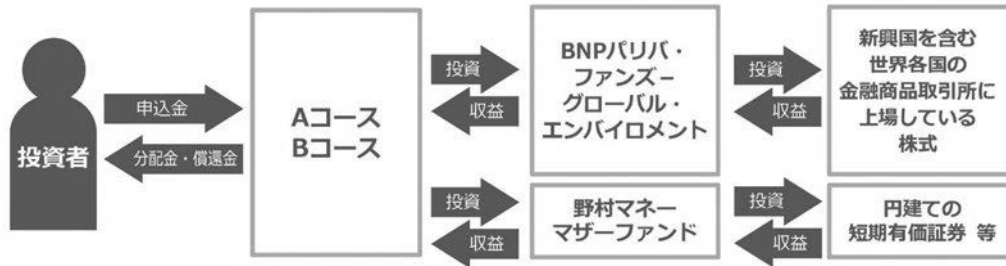 投資者
申込金
分配金・償還金
Aコース
Bコース
投資
収益
BNPパリバ・
ファンズ－
グローバル・
エンバイロメント
投資
収益
新興国を含む
世界各国の
金融商品取引所に
上場している
株式
投資
収益
野村マネー
マザーファンド
投資
収益
円建ての
短期有価証券 等